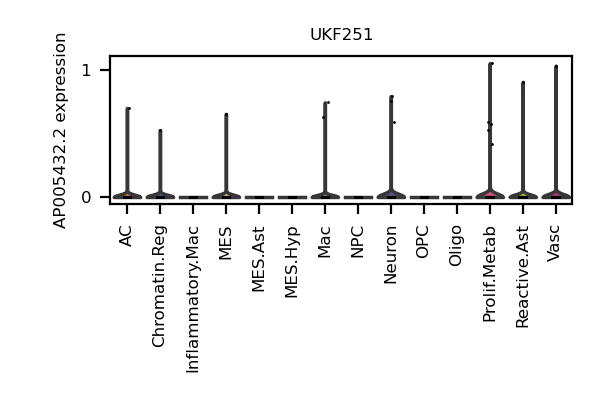 UKF251
AP005432.2 expression
1
0
AC
Chromatin.Reg
Inflammatory.Mac
MES
MES.Ast
MES.Hyp
Mac
NPC
Neuron
OPC
Oligo
Prolif.Metab
Reactive.Ast
Vasc